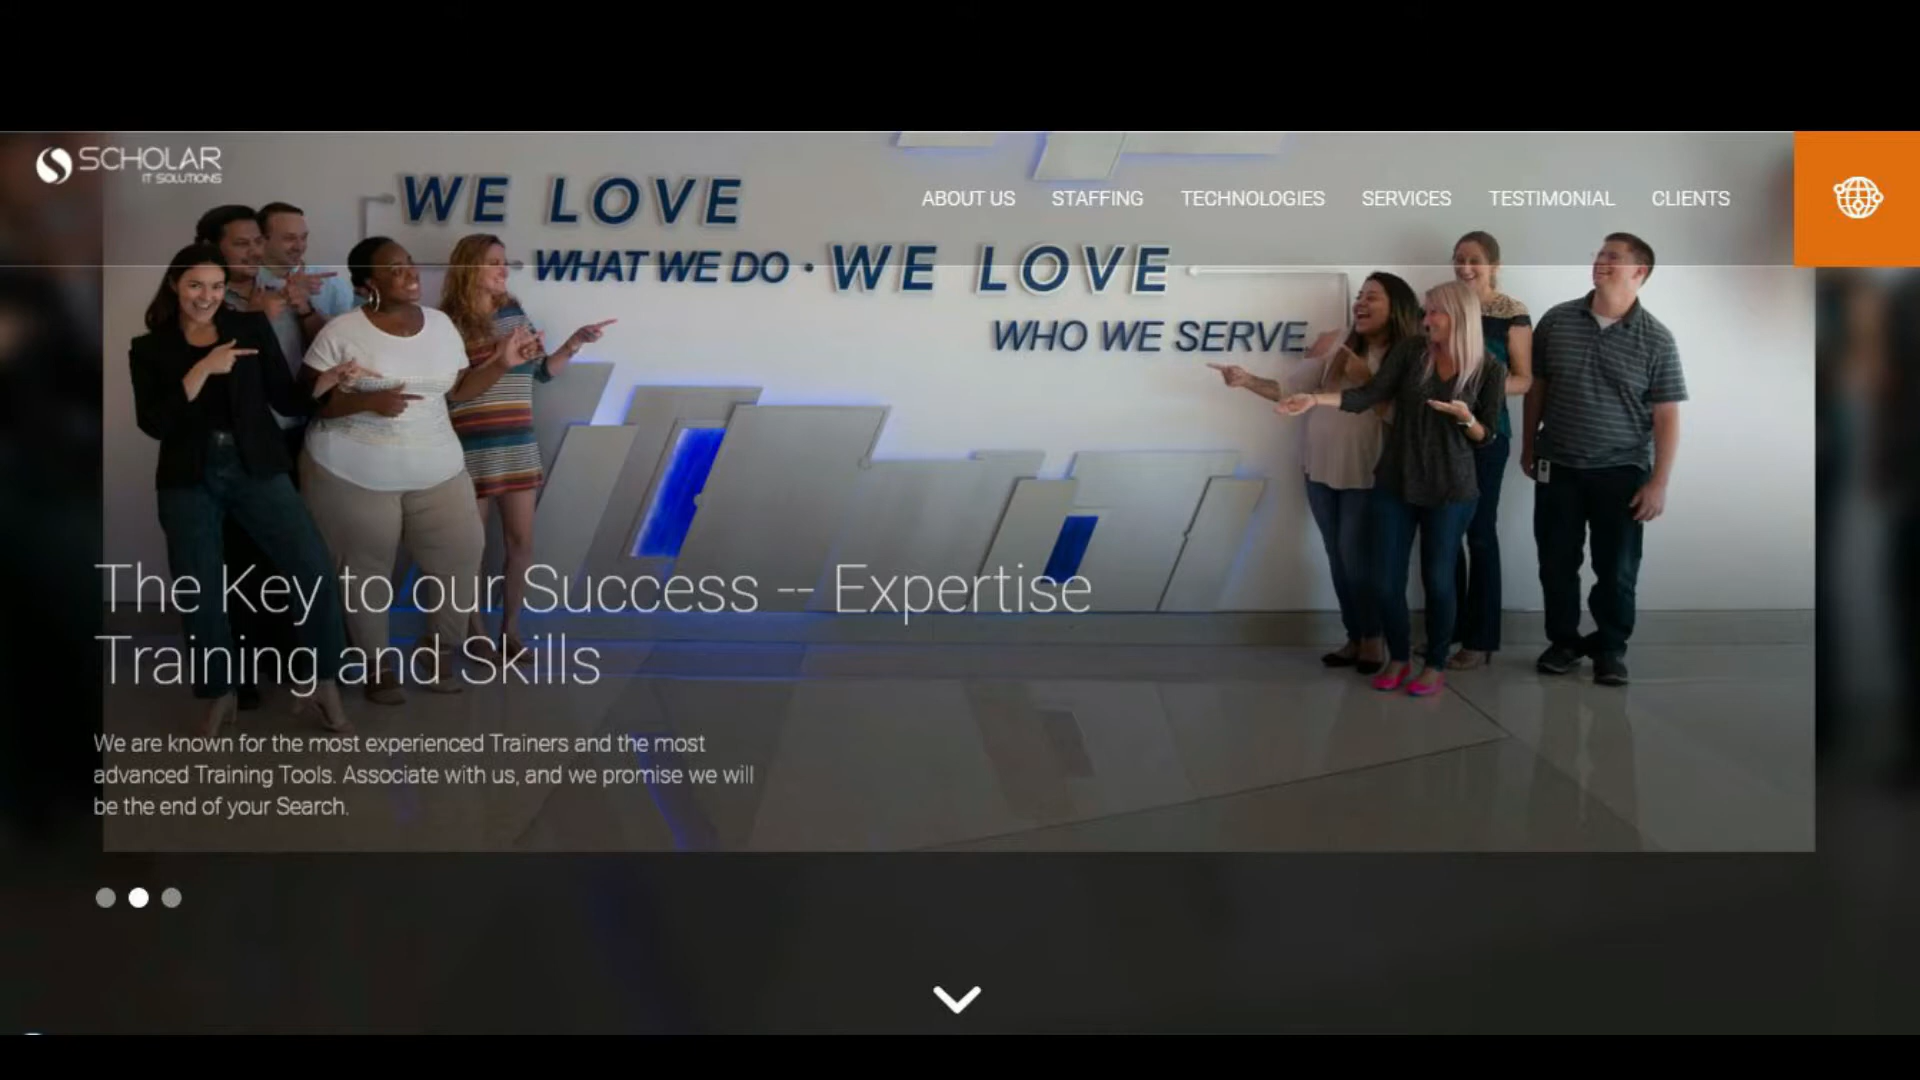 SCHOLAR
IT SOLUTIONS
ABOUT US STAFFING TECHNOLOGIES SERVICES TESTIMONIAL CLIENTS
WE LOVE
WHAT WE DO · WE LOVE
WHO WE SERVE.
The Key to our Success -- Expertise
Training and Skills
We are known for the most experienced Trainers and the most
advanced Training Tools. Associate with us, and we promise we will
be the end of your Search.